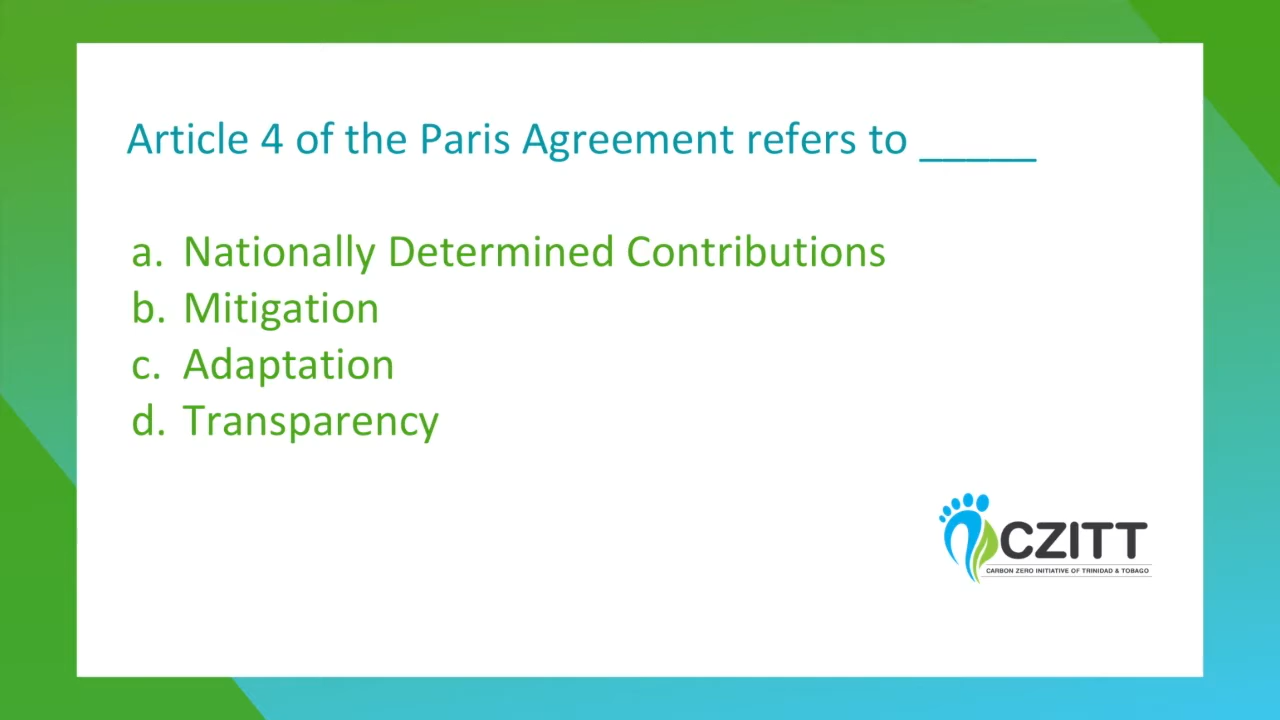 Article 4 of the Paris Agreement refers to _____
a. Nationally Determined Contributions
b. Mitigation
c. Adaptation
d. Transparency
CZITT
CARBON ZERO INITIATIVE OF TRINIDAD & TOBAGO